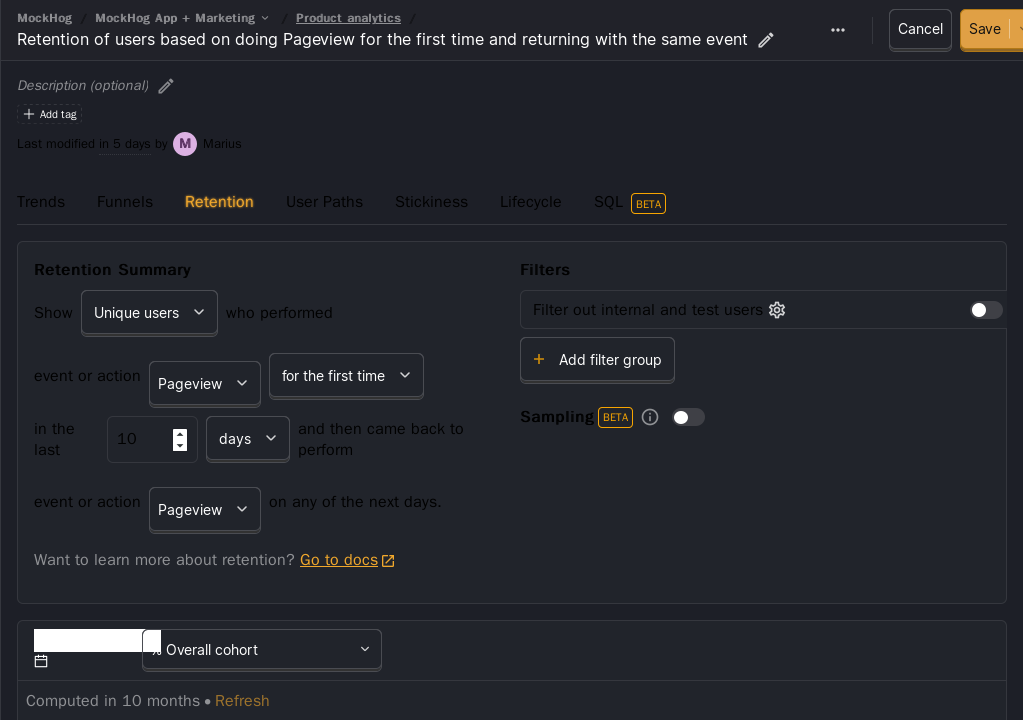 MockHog / MockHog App + Marketing / Product analytics /
Retention of users based on doing Pageview for the first time and returning with the same event
Cancel
Save
Description (optional)
Add tag
Last modified in 5 days by M Marius
Trends Funnels Retention User Paths Stickiness Lifecycle SQL BETA
Retention Summary
Show Unique users who performed
event or action Pageview for the first time
in the last 10 days and then came back to perform
event or action Pageview on any of the next days.
Want to learn more about retention? Go to docs
Filters
Filter out internal and test users
+ Add filter group
Sampling BETA
% Overall cohort
Computed in 10 months • Refresh